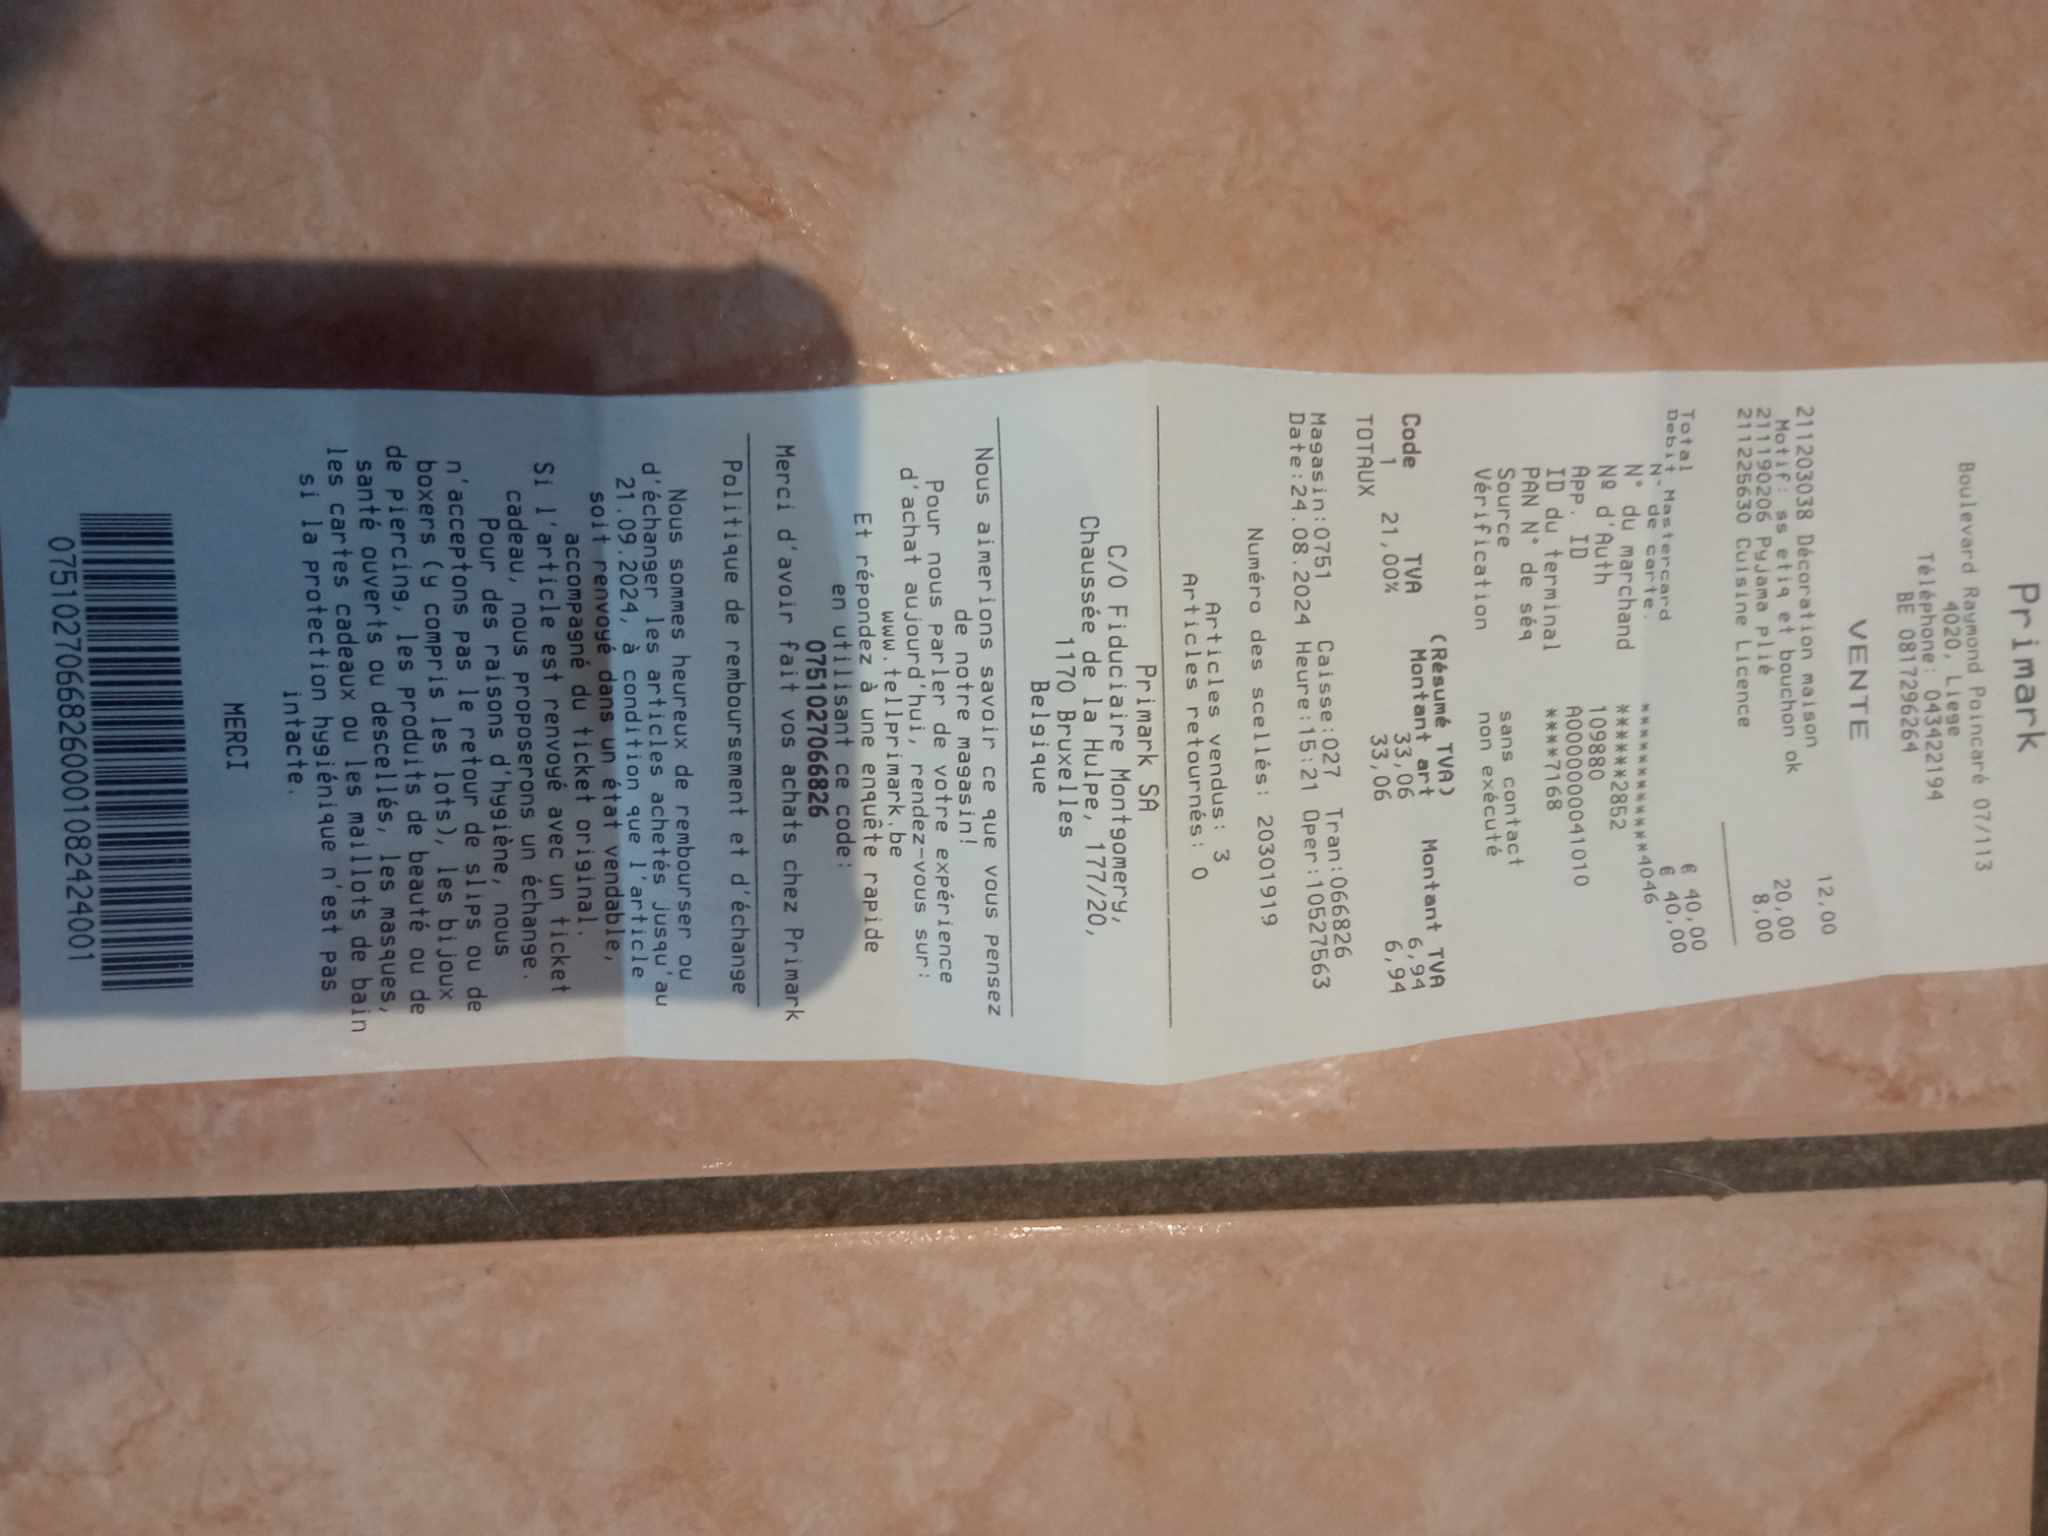 Primark
Boulevard Raymond Poincaré 07/113
4020, Liege
Téléphone: 043422194
BE 0817296264
VENTE
211203038 Décoration maison 12,00
Motif: ss etiq et bouchon ok
211190206 Pyjama plié 20,00
211225630 Cuisine Licence 8,00
Total € 40,00
Debit Mastercard € 40,00
N° de carte: ************4046
N° du marchand ******2852
Nº d'Auth 109880
App. ID A0000000041010
ID du terminal ****7168
PAN N° de séq
Source sans contact
Vérification non exécuté
(Résumé TVA)
Code TVA Montant art Montant TVA
1 21,00% 33,06 6,94
TOTAUX 33,06 6,94
Magasin:0751 Caisse:027 Tran:066826
Date:24.08.2024 Heure:15:21 Oper:10527563
Numéro des scellés: 20301919
Articles vendus: 3
Articles retournés: 0
Primark SA
C/O Fiduciaire Montgomery,
Chaussée de la Hulpe, 177/20,
1170 Bruxelles
Belgique
Nous aimerions savoir ce que vous pensez
de notre magasin!
Pour nous parler de votre expérience
d'achat aujourd'hui, rendez-vous sur:
www.tellprimark.be
Et répondez à une enquête rapide
en utilisant ce code:
075102706682​6
Merci d'avoir fait vos achats chez Primark
Politique de remboursement et d'échange
Nous sommes heureux de rembourser ou
d'échanger les articles achetés jusqu'au
21.09.2024, à condition que l'article
soit renvoyé dans un état vendable,
accompagné du ticket original.
Si l'article est renvoyé avec un ticket
cadeau, nous proposerons un échange.
Pour des raisons d'hygiène, nous
n'acceptons pas le retour de slips ou de
boxers (y compris les lots), les bijoux
de piercing, les produits de beauté ou de
santé ouverts ou descellés, les masques,
les cartes cadeaux ou les maillots de bain
si la protection hygiénique n'est pas
intacte.
MERCI
07510270668260001082424001